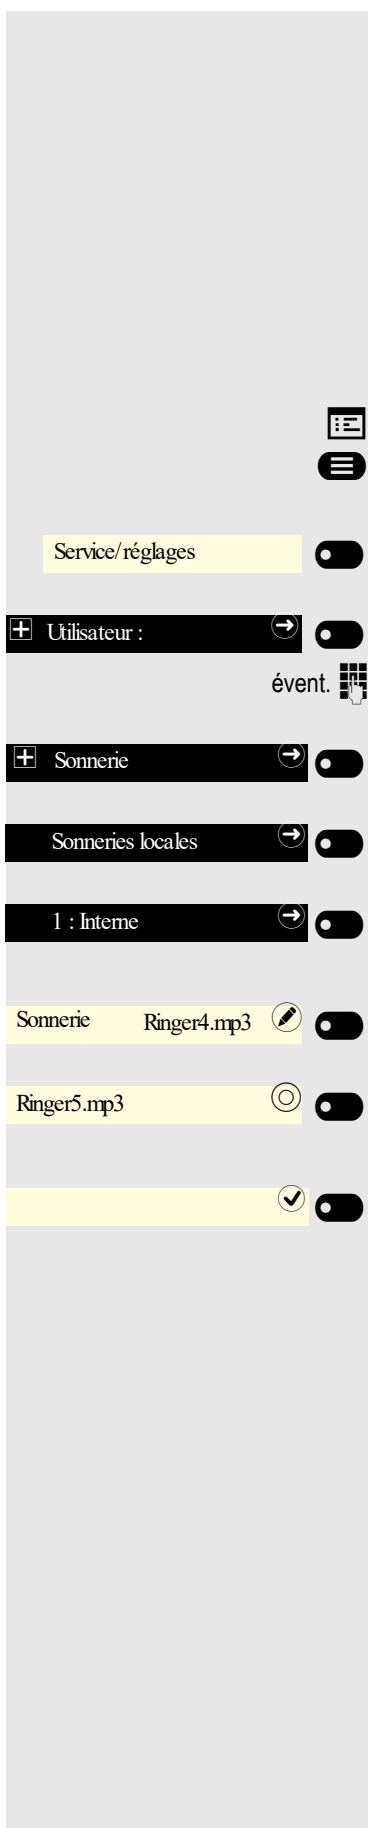 Service/réglages
Utilisateur :
évent.
Sonnerie
Sonneries locales
1 : Interne
Sonnerie Ringer4.mp3
Ringer5.mp3